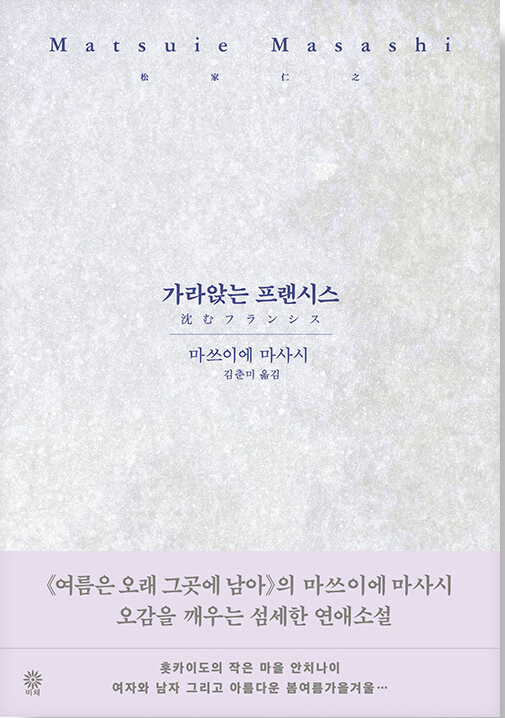 Matsuie Masashi
松家仁之
가라앉는 프랜시스
沈むフランシス
마쓰이에 마사시
김춘미 옮김
《여름은 오래 그곳에 남아》의 마쓰이에 마사시
오감을 깨우는 섬세한 연애소설
홋카이도의 작은 마을 안치나이
여자와 남자 그리고 아름다운 봄여름가을겨울…
비채